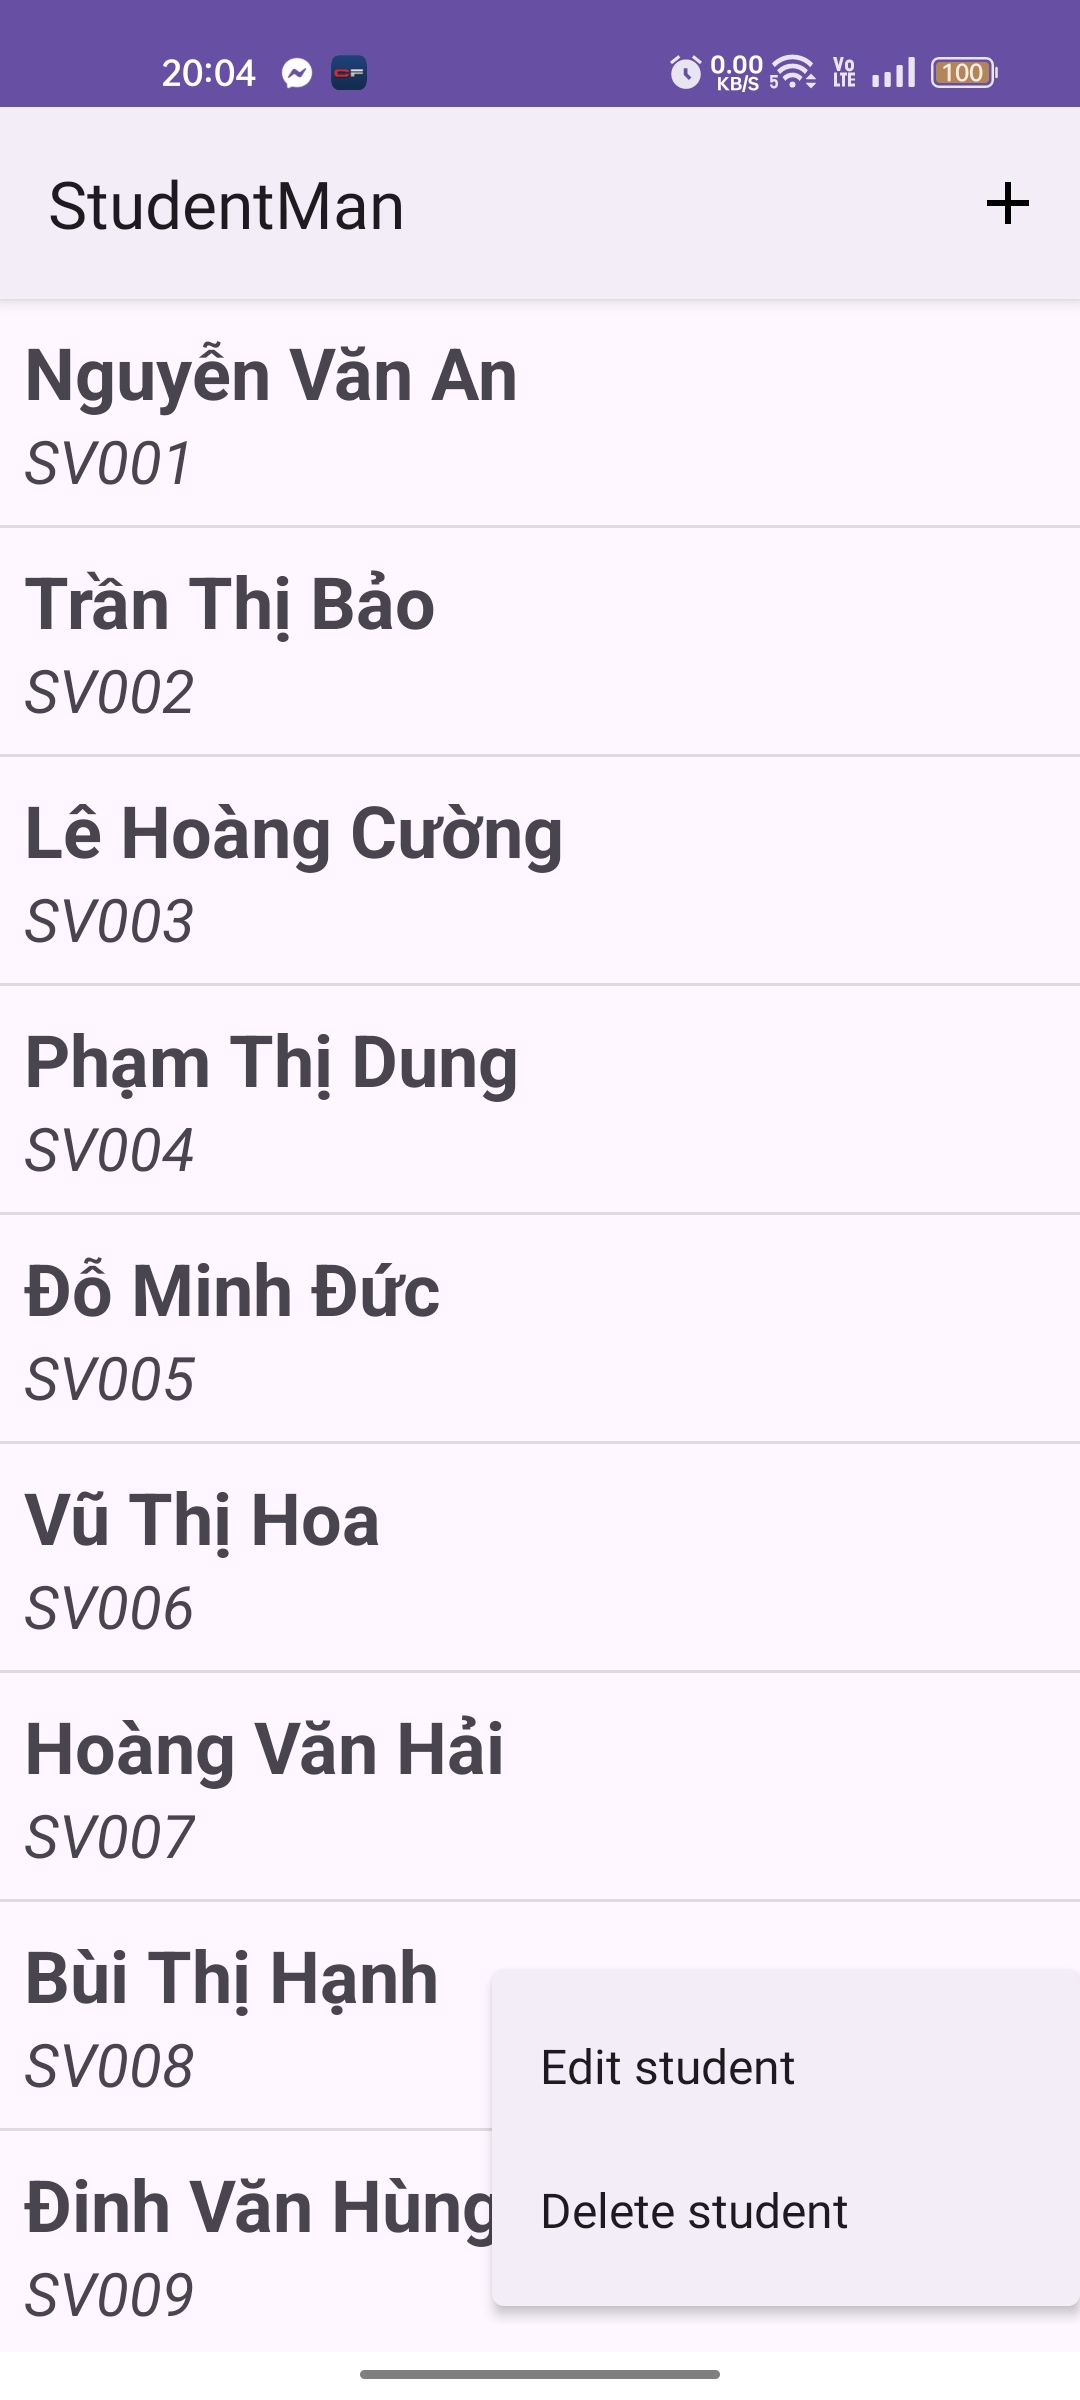 20:04 CF 0.00 KB/S 5 Vo LTE 100
StudentMan +
Nguyễn Văn An
SV001
Trần Thị Bảo
SV002
Lê Hoàng Cường
SV003
Phạm Thị Dung
SV004
Đỗ Minh Đức
SV005
Vũ Thị Hoa
SV006
Hoàng Văn Hải
SV007
Bùi Thị Hạnh
SV008
Đinh Văn Hùng
SV009
Edit student
Delete student